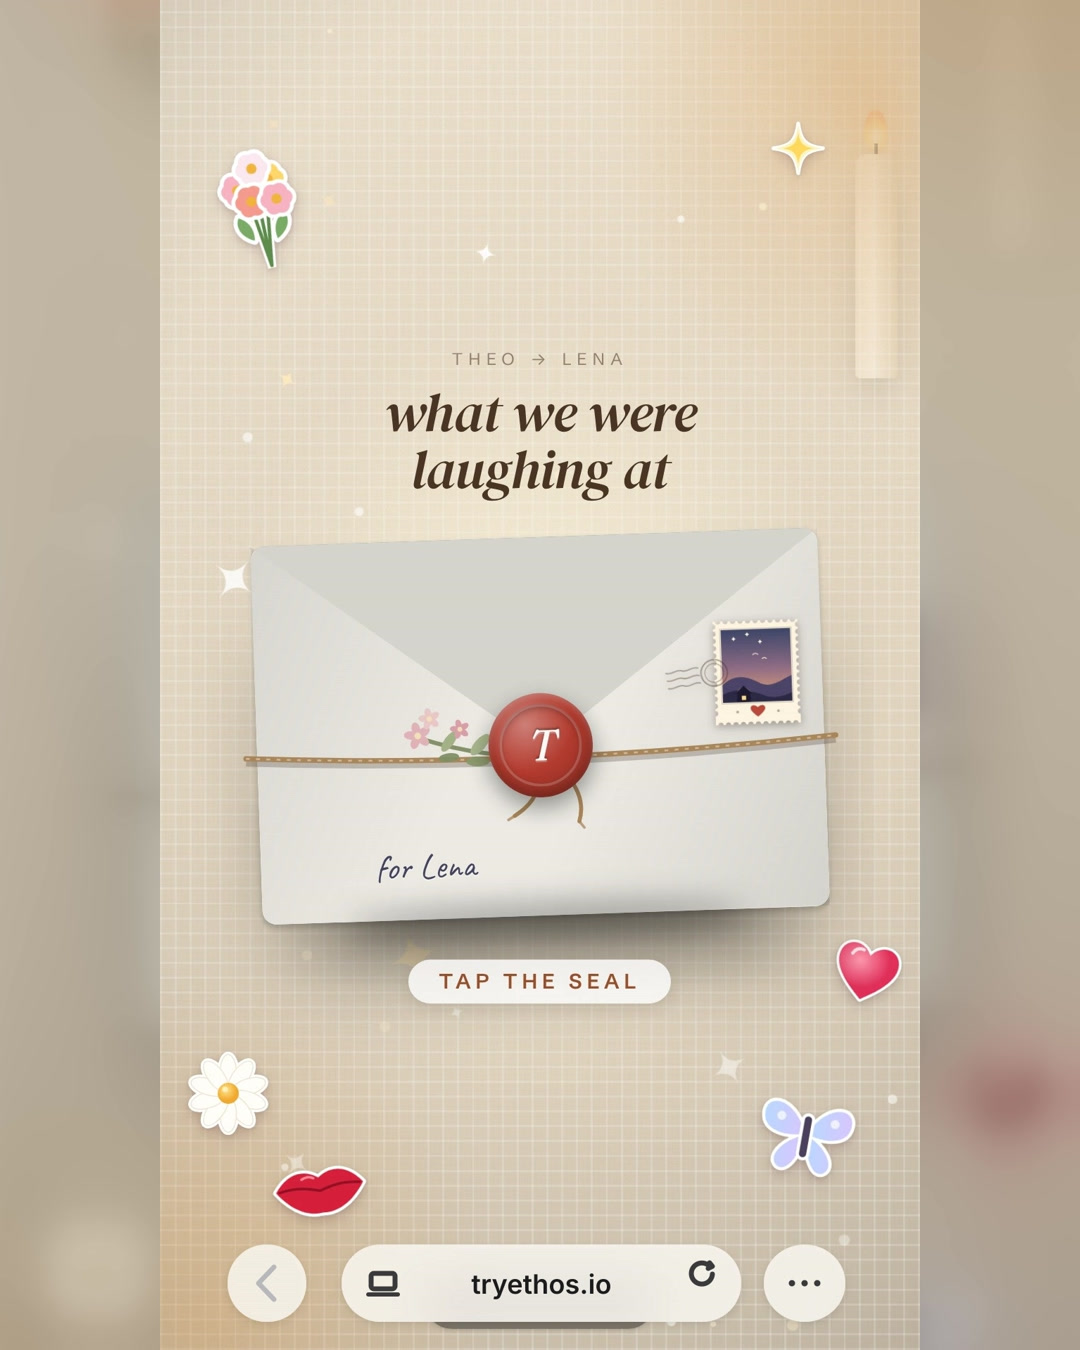 THEO → LENA
what we were
laughing at
T
for Lena
TAP THE SEAL
tryethos.io